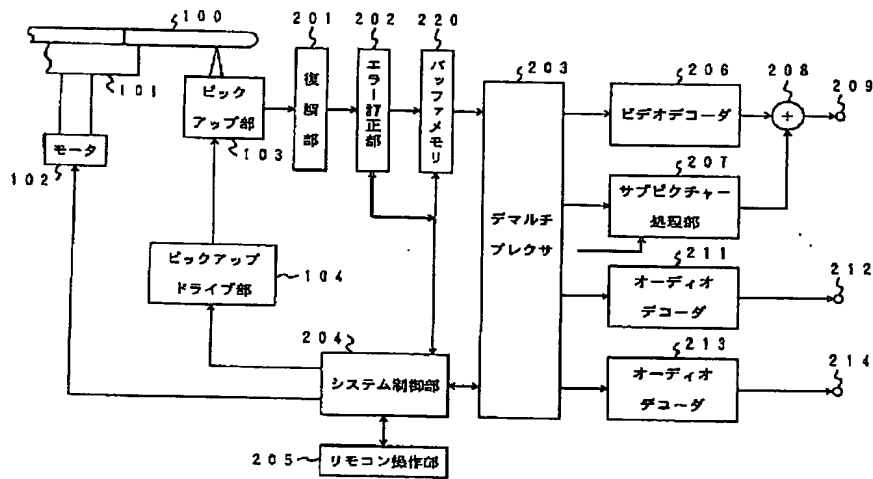 100
201
202
220
203
206
208
209
101
ピック
アップ部
復調部
エラー訂正部
バッファメモリ
ビデオデコーダ
+
モータ
102
103
207
サブピクチャー
処理部
デマルチ
プレクサ
ピックアップ
ドライブ部
104
211
オーディオ
デコーダ
212
204
システム制御部
213
オーディオ
デコーダ
214
205
リモコン操作部